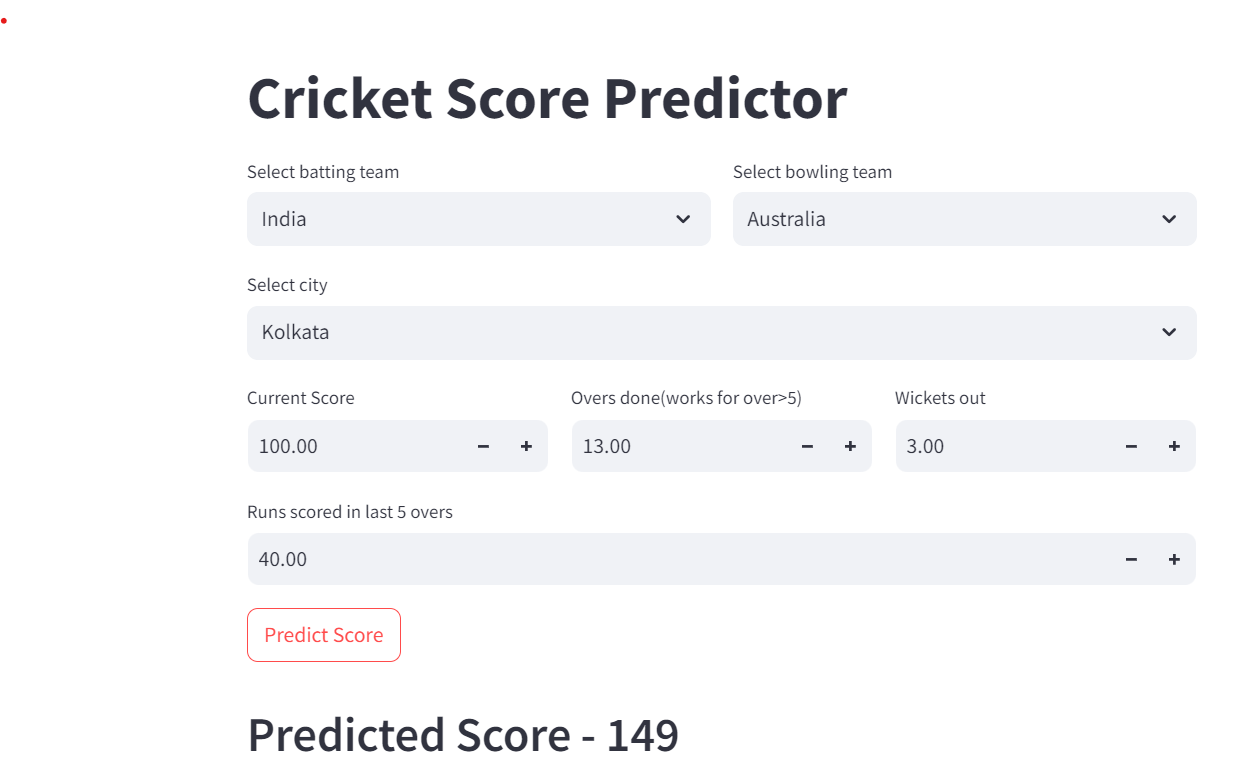 Cricket Score Predictor
Select batting team
Select bowling team
India
Australia
Select city
Kolkata
Current Score
Overs done(works for over>5)
Wickets out
100.00
13.00
3.00
Runs scored in last 5 overs
40.00
Predict Score
Predicted Score - 149